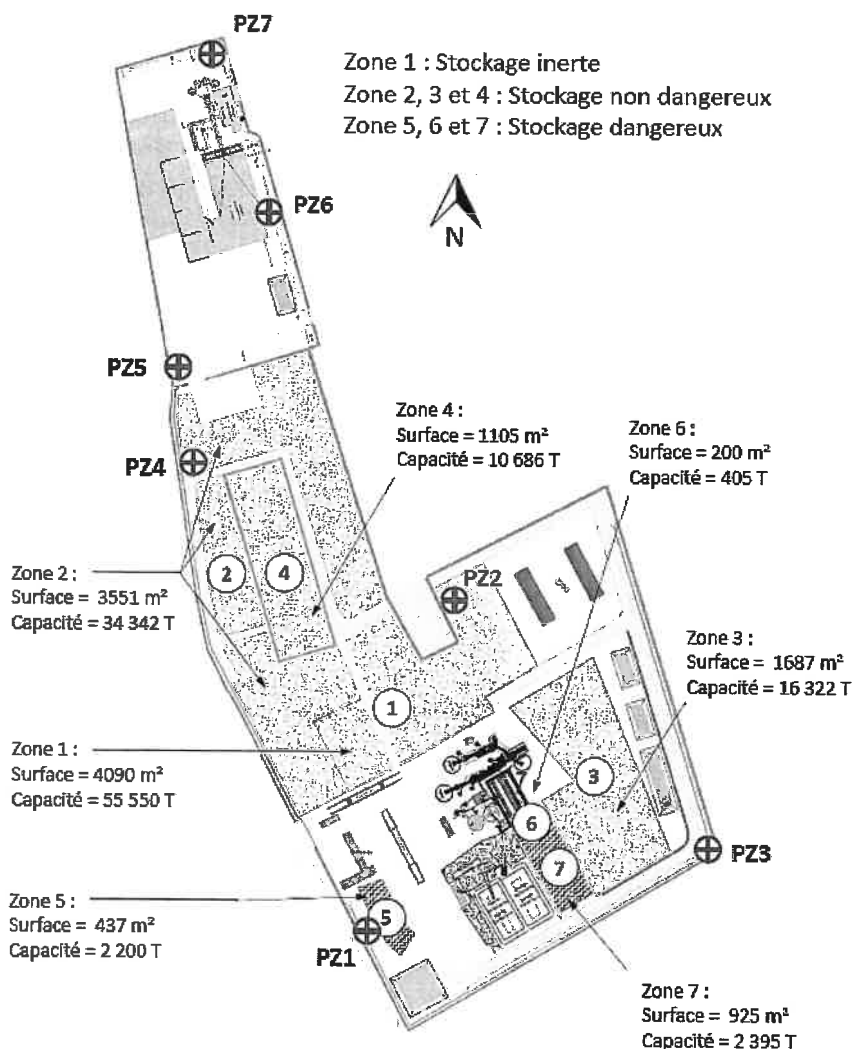 PZ7
Zone 1 : Stockage inerte
Zone 2, 3 et 4 : Stockage non dangereux
Zone 5, 6 et 7 : Stockage dangereux
PZ6
N
PZ5
Zone 4 :
Surface = 1105 m²
Capacité = 10 686 T
Zone 6 :
Surface = 200 m²
Capacité = 405 T
PZ4
Zone 2 :
Surface = 3551 m²
Capacité = 34 342 T
2
4
PZ2
Zone 3 :
Surface = 1687 m²
Capacité = 16 322 T
1
Zone 1 :
Surface = 4090 m²
Capacité = 55 550 T
3
6
7
PZ3
Zone 5 :
Surface = 437 m²
Capacité = 2 200 T
5
PZ1
Zone 7 :
Surface = 925 m²
Capacité = 2 395 T